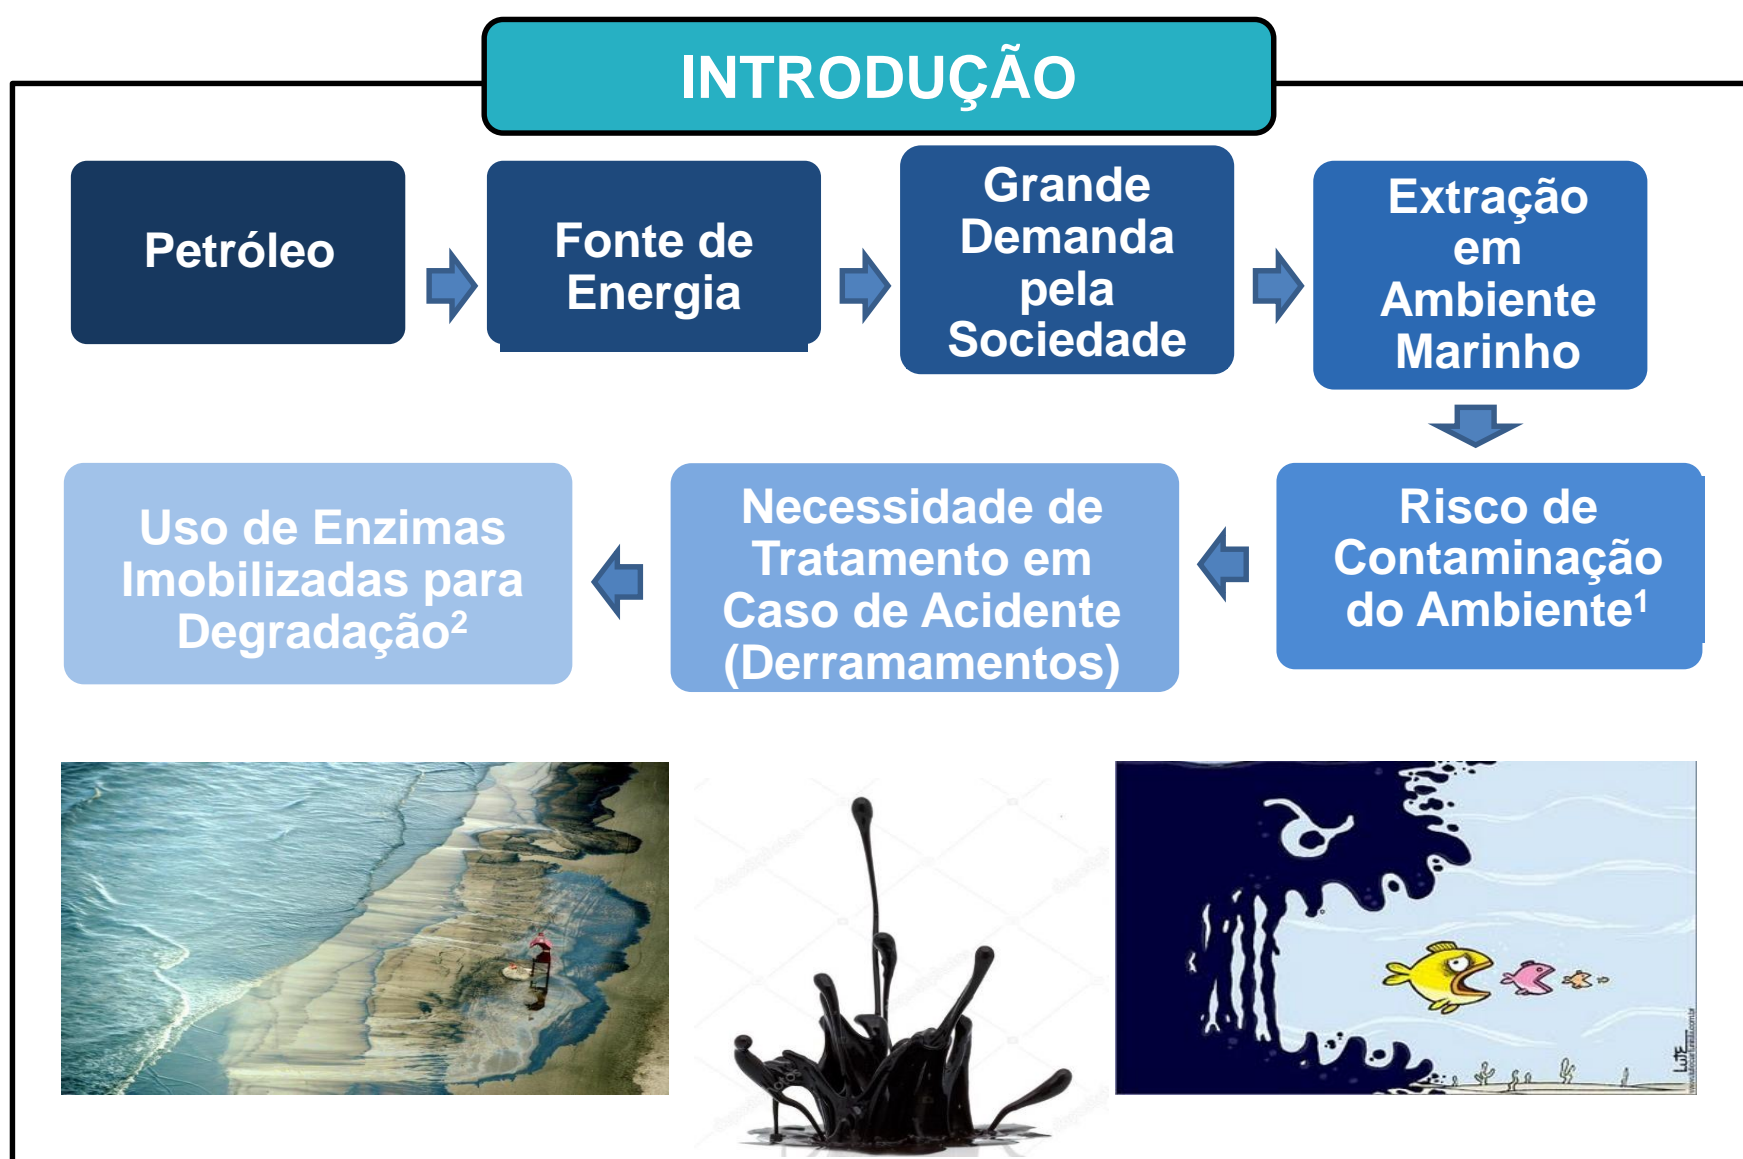 INTRODUÇÃO
Petróleo
Fonte de
Energia
Grande
Demanda
pela
Sociedade
Extração
em
Ambiente
Marinho
Risco de
Contaminação
do Ambiente¹
Necessidade de
Tratamento em
Caso de Acidente
(Derramamentos)
Uso de Enzimas
Imobilizadas para
Degradação²
LUTE